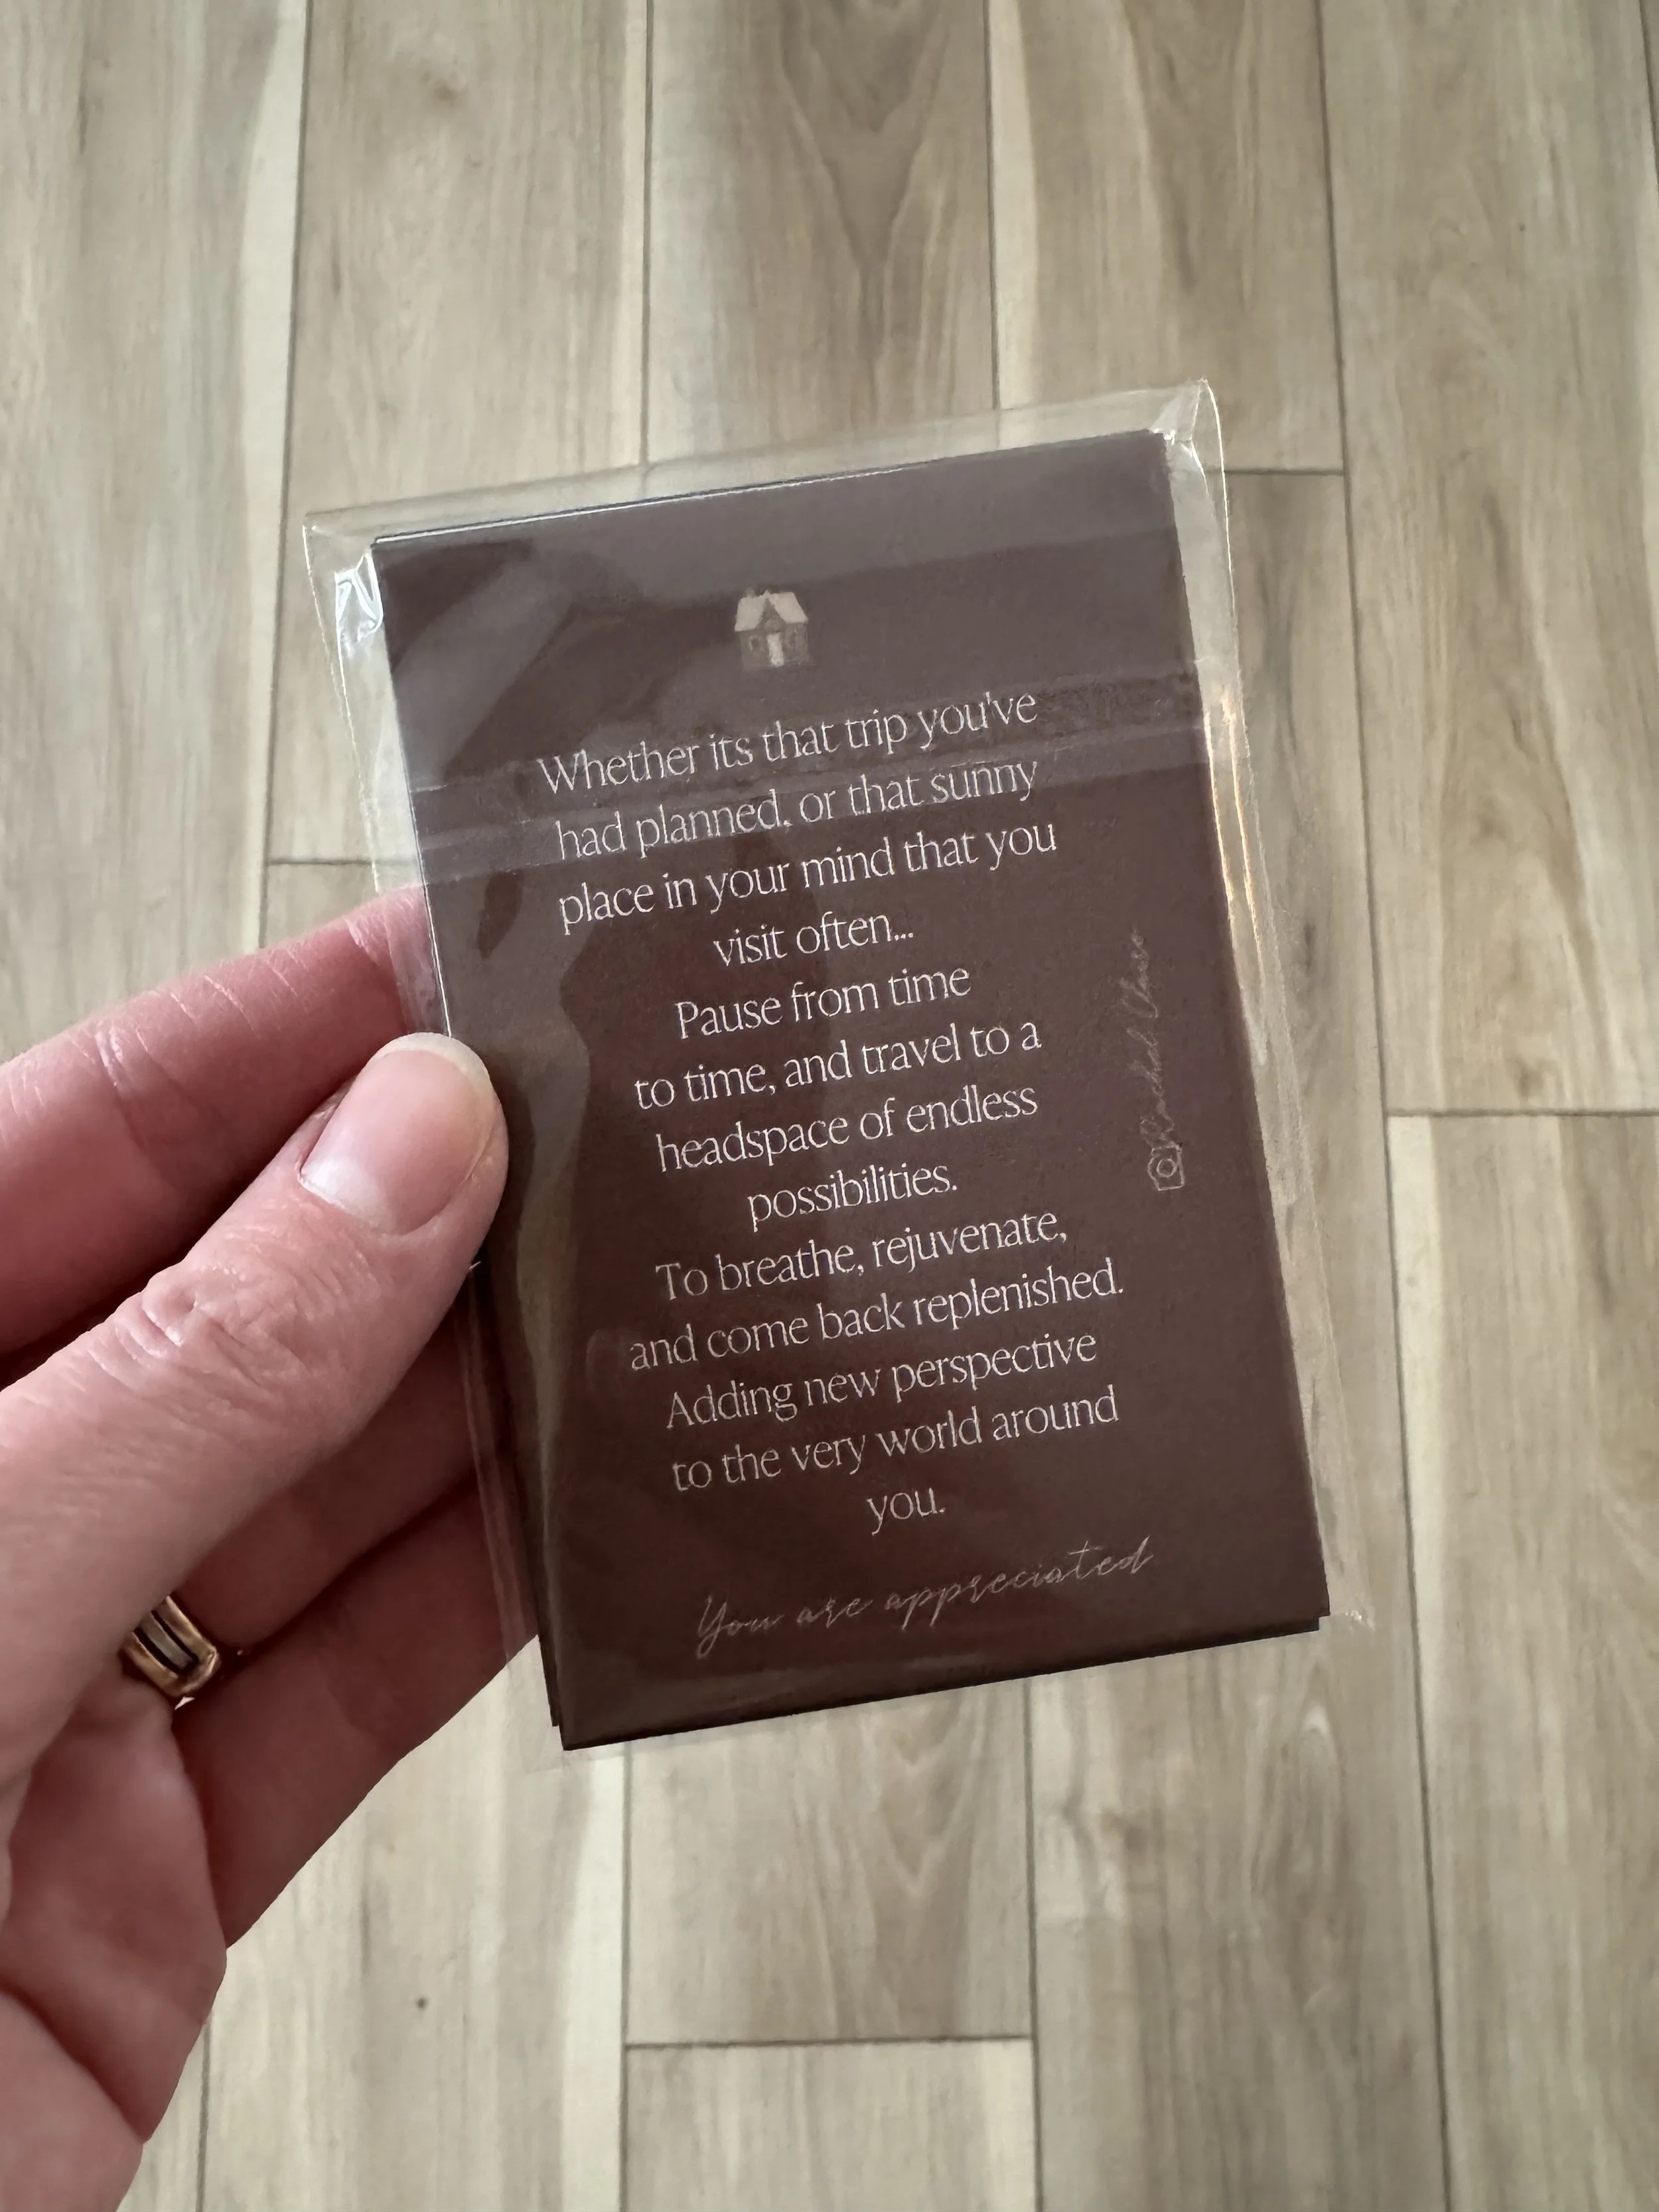 Whether its that trip you've
had planned, or that sunny
place in your mind that you
visit often...
Pause from time
to time, and travel to a
headspace of endless
possibilities.
To breathe, rejuvenate,
and come back replenished.
Adding new perspective
to the very world around
you.
You are appreciated